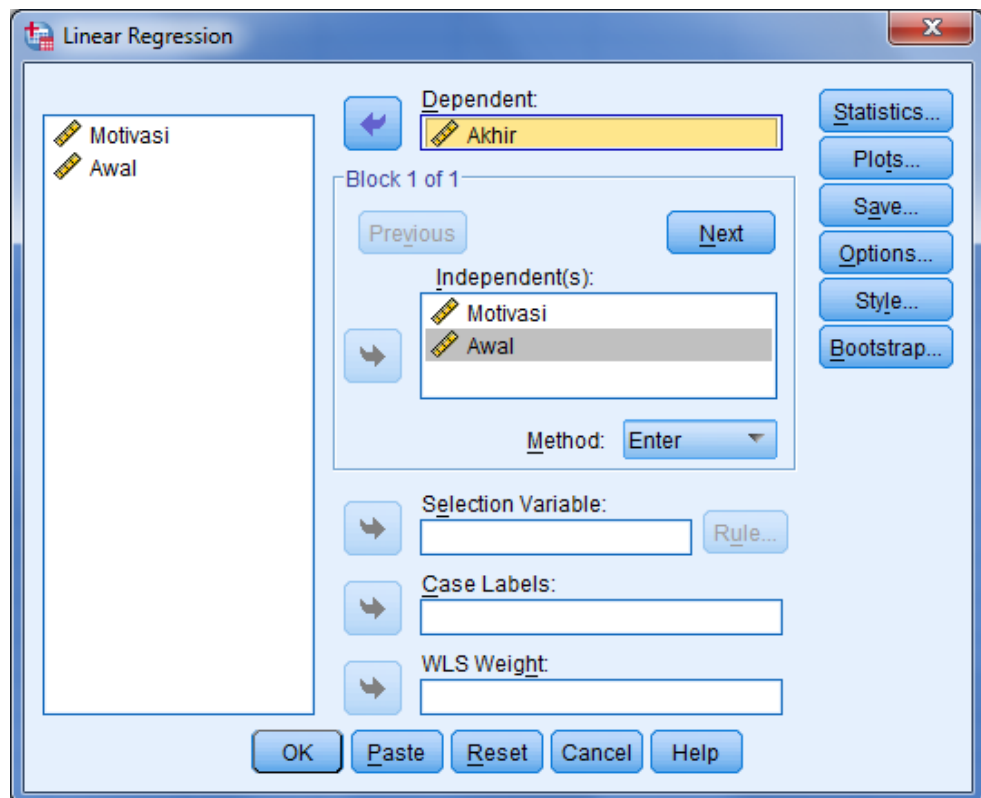 Linear Regression
Motivasi
Awal
Dependent:
Akhir
Block 1 of 1
Previous
Next
Independent(s):
Motivasi
Awal
Method: Enter
Selection Variable:
Rule...
Case Labels:
WLS Weight:
Statistics...
Plots...
Save...
Options...
Style...
Bootstrap...
OK Paste Reset Cancel Help